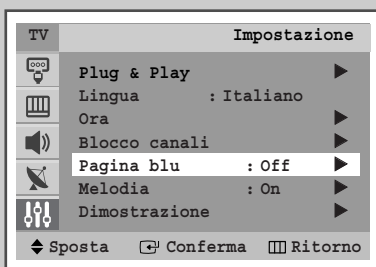 TV Impostazione
Plug & Play
Lingua : Italiano
Ora
Blocco canali
Pagina blu : Off
Melodia : On
Dimostrazione
Sposta Conferma Ritorno